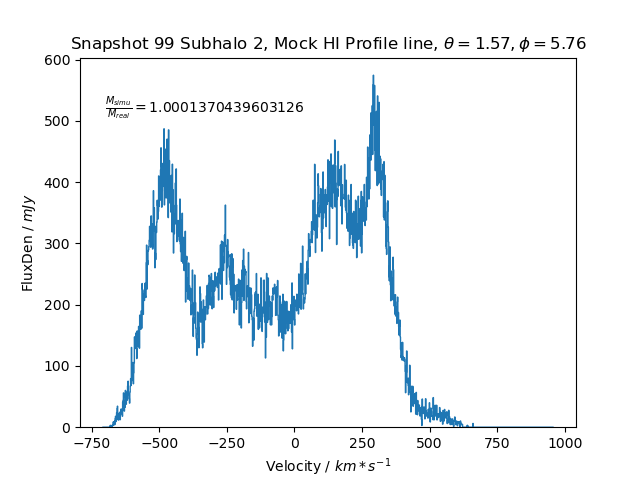 Snapshot 99 Subhalo 2, Mock HI Profile line, θ = 1.57, ϕ = 5.76
M_simu/M_real = 1.0001370439603126
FluxDen / mJy
600
500
400
300
200
100
0
−750 −500 −250 0 250 500 750 1000
Velocity / km * s⁻¹